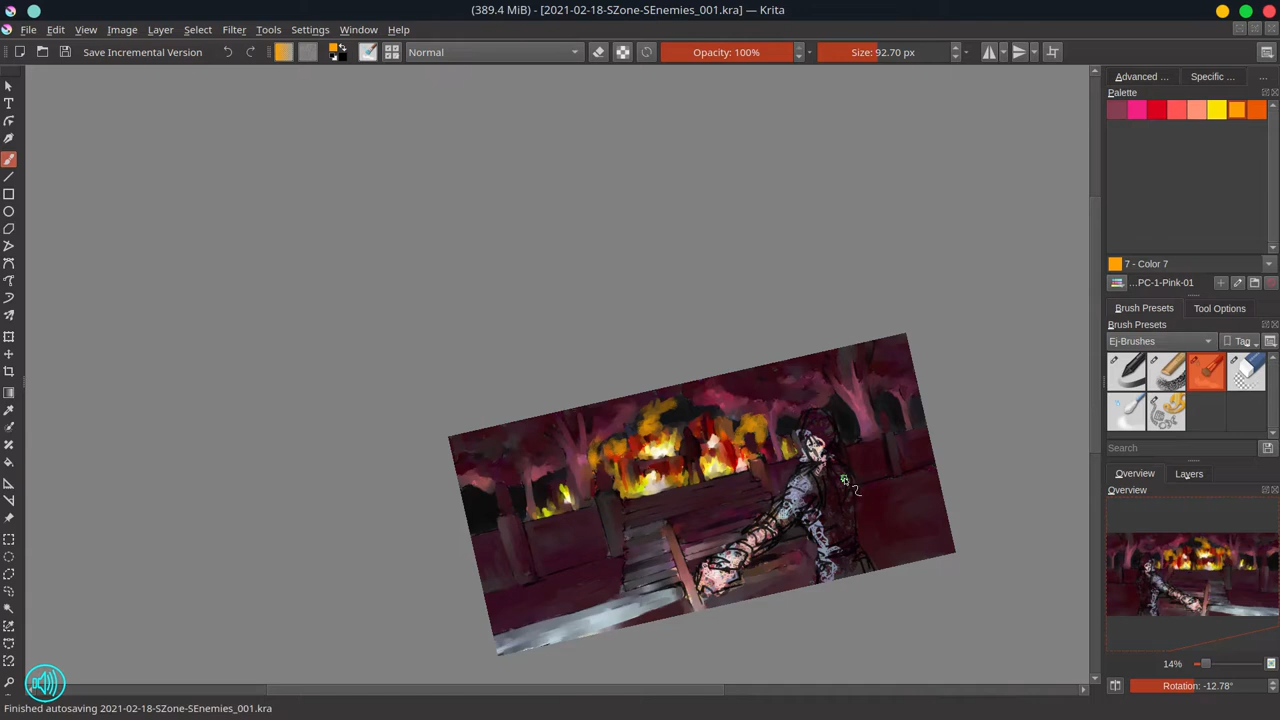 (389.4 MiB) - [2021-02-18-SZone-SEnemies_001.kra] — Krita
File Edit View Image Layer Select Filter Tools Settings Window Help
Save Incremental Version Normal Opacity: 100% Size: 92.70 px
Advanced ... Specific ... ...
Palette
7 - Color 7
...PC-1-Pink-01
Brush Presets Tool Options
Brush Presets
Ej-Brushes Tag
Search
Overview Layers
Overview
14%
Rotation: -12.78°
Finished autosaving 2021-02-18-SZone-SEnemies_001.kra